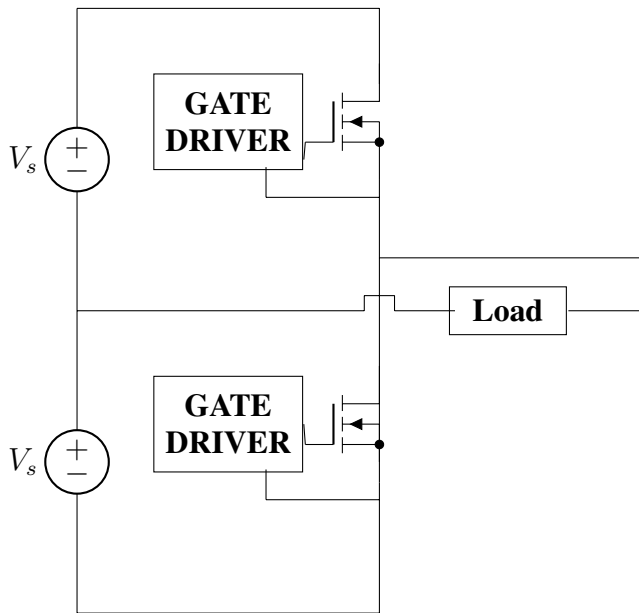 GATE
DRIVER
+
V_s
−
Load
GATE
DRIVER
+
V_s
−